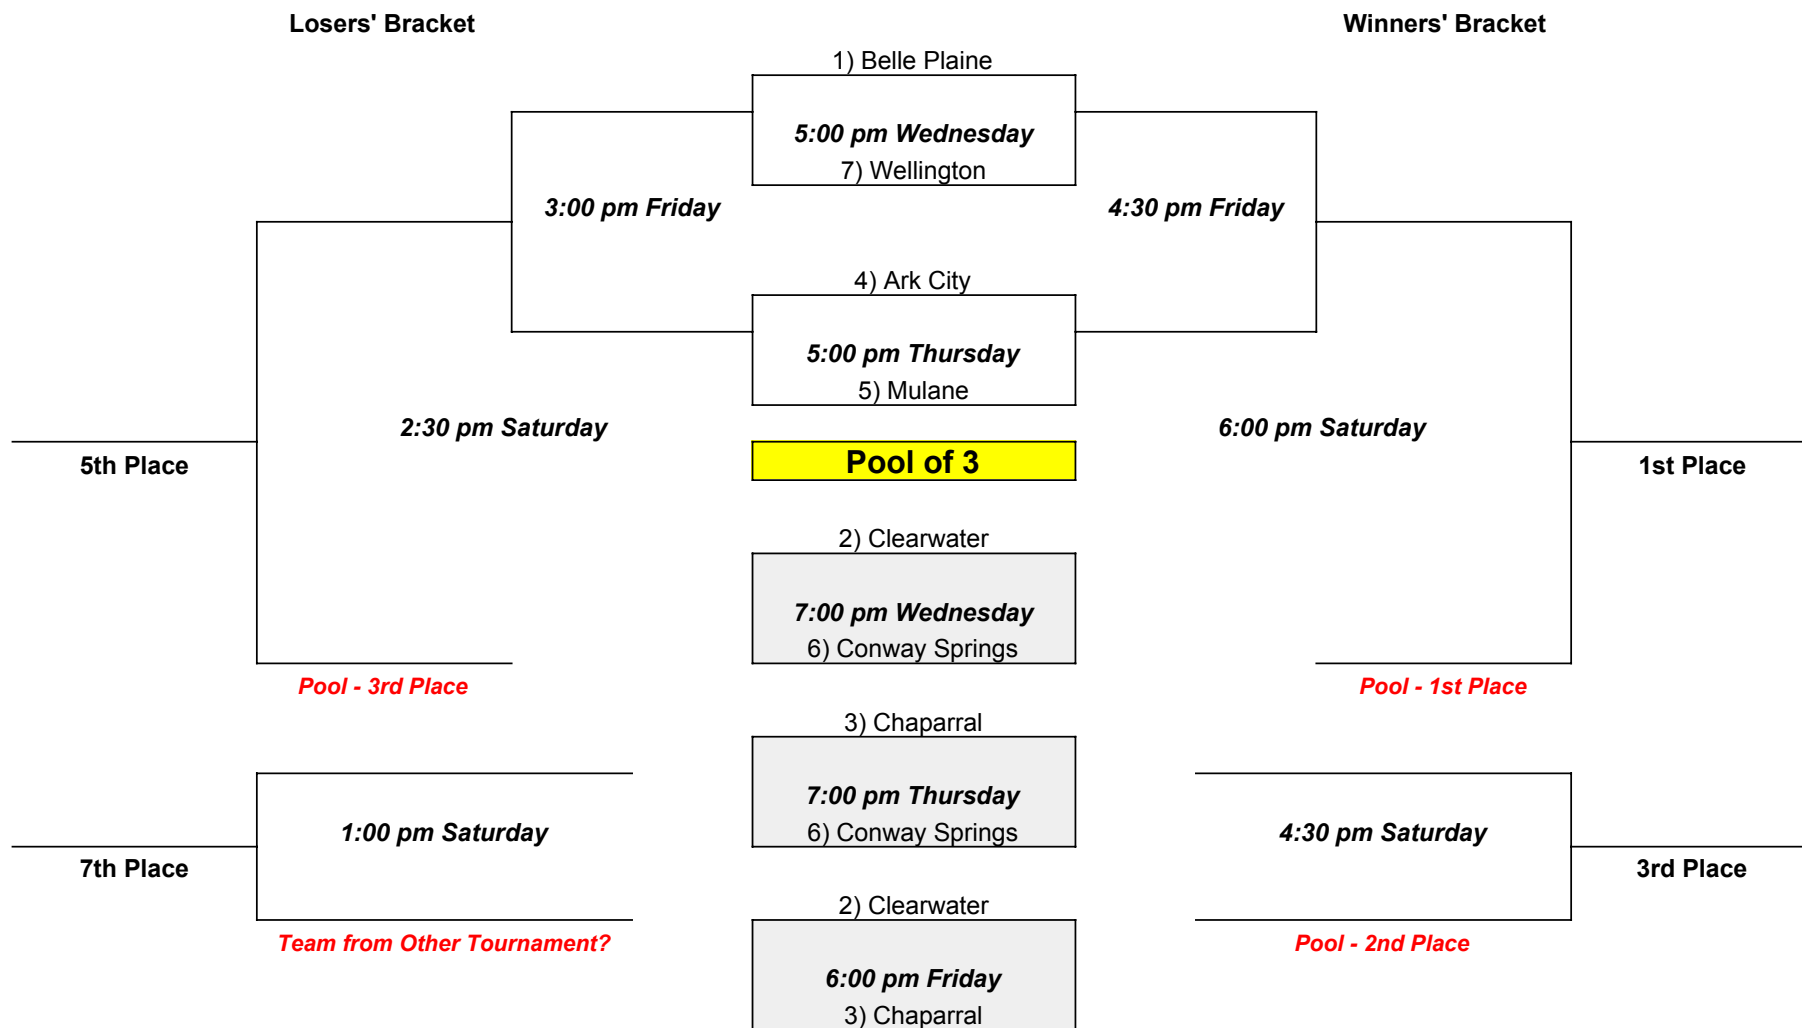 Losers' Bracket
Winners' Bracket
1) Belle Plaine
5:00 pm Wednesday
7) Wellington
3:00 pm Friday
4:30 pm Friday
4) Ark City
5:00 pm Thursday
5) Mulane
2:30 pm Saturday
6:00 pm Saturday
5th Place
Pool of 3
1st Place
2) Clearwater
7:00 pm Wednesday
6) Conway Springs
Pool - 3rd Place
Pool - 1st Place
3) Chaparral
7:00 pm Thursday
1:00 pm Saturday
6) Conway Springs
4:30 pm Saturday
7th Place
3rd Place
2) Clearwater
Team from Other Tournament?
Pool - 2nd Place
6:00 pm Friday
3) Chaparral